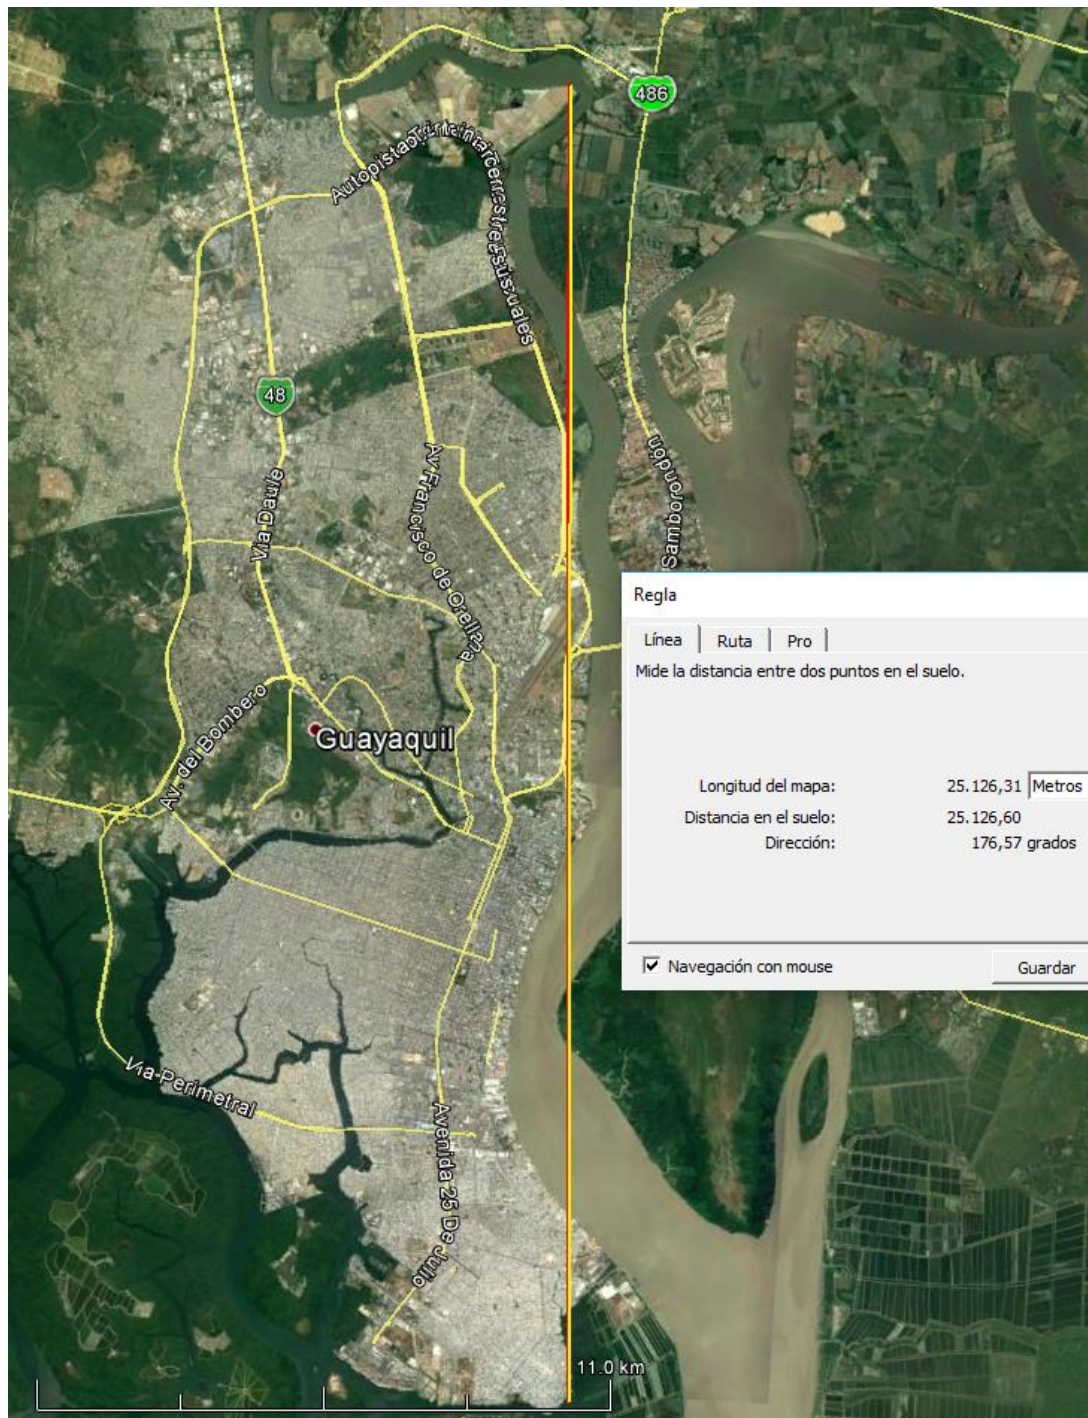 486
48
Via Daule
Av Francisco de Orellana
Samborondón
Av. del Bombero
Guayaquil
Regla
Línea
Ruta
Pro
Mide la distancia entre dos puntos en el suelo.
Longitud del mapa: 25.126,31 Metros
Distancia en el suelo: 25.126,60
Dirección: 176,57 grados
Navegación con mouse
Guardar
Via Perimetral
Avenida 25 De Julio
11.0 km